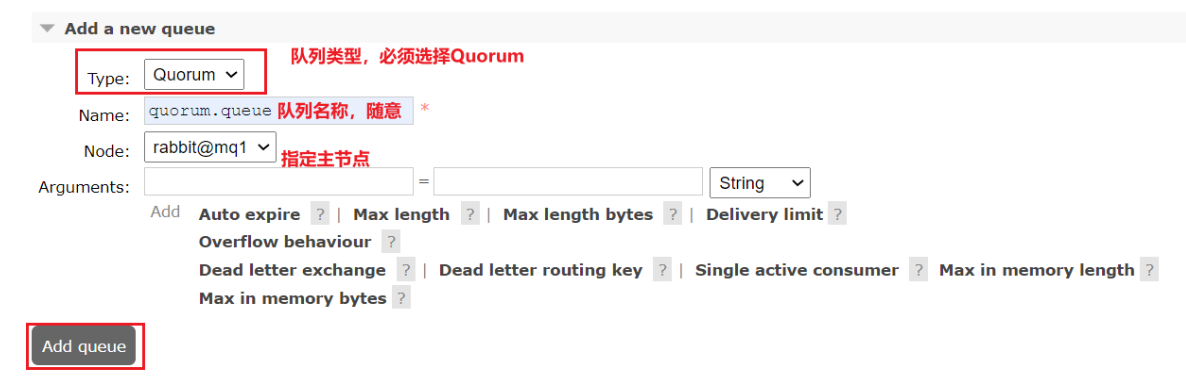 Add a new queue
队列类型，必须选择Quorum
Type: Quorum
Name: quorum.queue 队列名称，随意 *
Node: rabbit@mq1
指定主节点
Arguments: = String
Add Auto expire ? | Max length ? | Max length bytes ? | Delivery limit ?
Overflow behaviour ?
Dead letter exchange ? | Dead letter routing key ? | Single active consumer ? Max in memory length ?
Max in memory bytes ?
Add queue